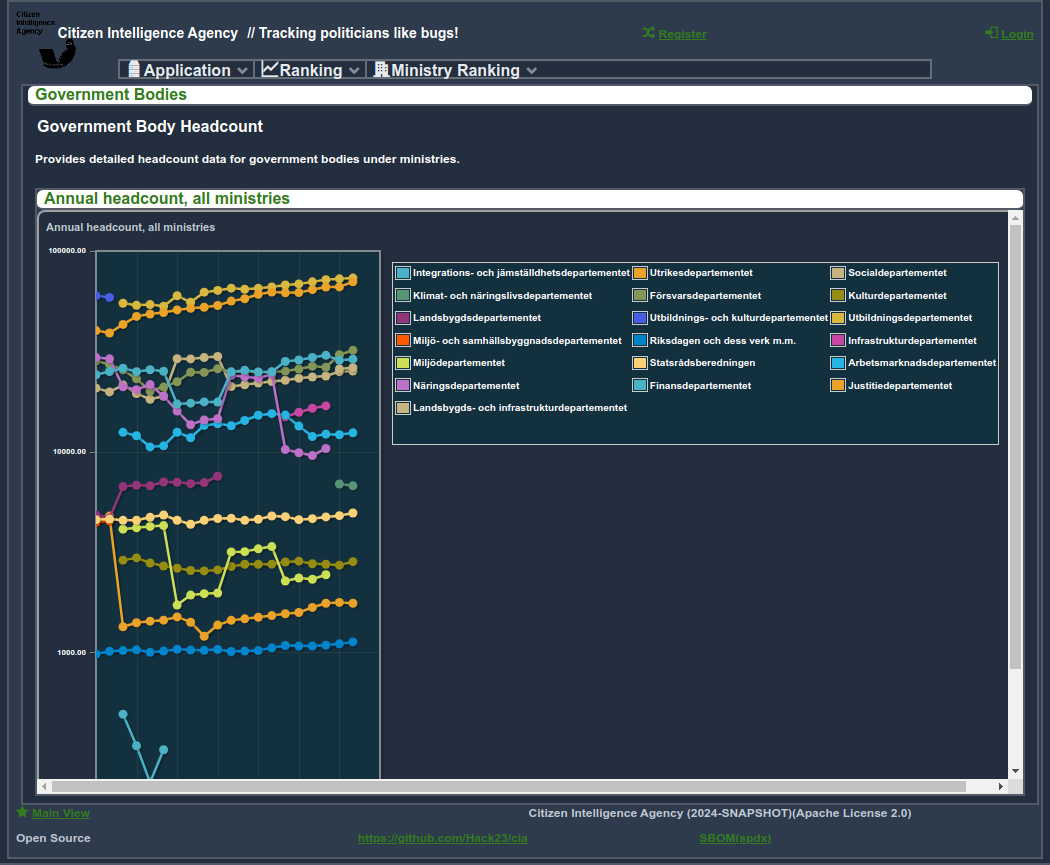 Citizen
Intelligence
Agency
Citizen Intelligence Agency // Tracking politicians like bugs!
Register
Login
Application
Ranking
Ministry Ranking
Government Bodies
Government Body Headcount
Provides detailed headcount data for government bodies under ministries.
Annual headcount, all ministries
Annual headcount, all ministries
100000.00
10000.00
1000.00
Integrations- och jämställdhetsdepartementet Utrikesdepartementet Socialdepartementet
Klimat- och näringslivsdepartementet Försvarsdepartementet Kulturdepartementet
Landsbygdsdepartementet Utbildnings- och kulturdepartementet Utbildningsdepartementet
Miljö- och samhällsbyggnadsdepartementet Riksdagen och dess verk m.m. Infrastrukturdepartementet
Miljödepartementet Statsrådsberedningen Arbetsmarknadsdepartementet
Näringsdepartementet Finansdepartementet Justitiedepartementet
Landsbygds- och infrastrukturdepartementet
Main View
Citizen Intelligence Agency (2024-SNAPSHOT)(Apache License 2.0)
Open Source
https://github.com/Hack23/cia
SBOM(spdx)